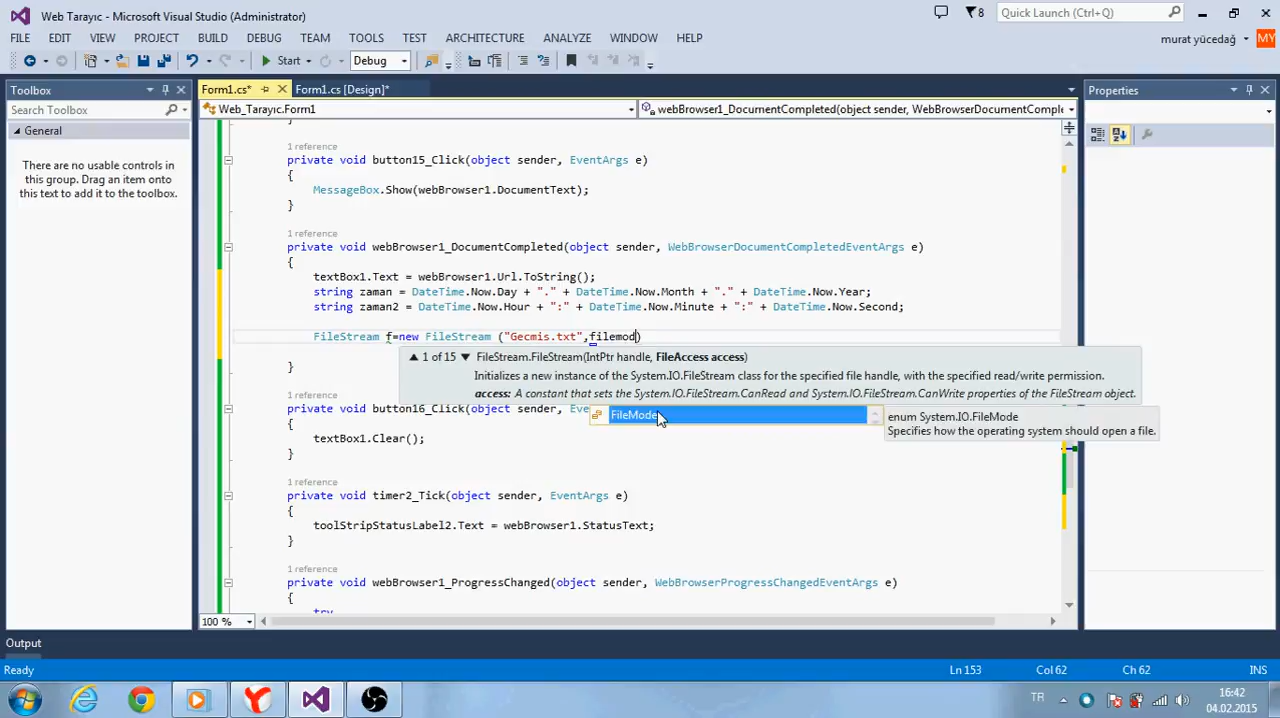 Web Tarayıc - Microsoft Visual Studio (Administrator)
8
Quick Launch (Ctrl+Q)
FILE EDIT VIEW PROJECT BUILD DEBUG TEAM TOOLS TEST ARCHITECTURE ANALYZE WINDOW HELP
murat yücedağ
MY
Start
Debug
Toolbox
Form1.cs*
Form1.cs [Design]*
Properties
Search Toolbox
Web_Tarayıc.Form1
webBrowser1_DocumentCompleted(object sender, WebBrowserDocumentComple
General
There are no usable controls in
this group. Drag an item onto
this text to add it to the toolbox.
}
1 reference
private void button15_Click(object sender, EventArgs e)
{
MessageBox.Show(webBrowser1.DocumentText);
}
1 reference
private void webBrowser1_DocumentCompleted(object sender, WebBrowserDocumentCompletedEventArgs e)
{
textBox1.Text = webBrowser1.Url.ToString();
string zaman = DateTime.Now.Day + "." + DateTime.Now.Month + "." + DateTime.Now.Year;
string zaman2 = DateTime.Now.Hour + ":" + DateTime.Now.Minute + ":" + DateTime.Now.Second;
FileStream f=new FileStream ("Gecmis.txt",filemod)
1 of 15 FileStream.FileStream(IntPtr handle, FileAccess access)
Initializes a new instance of the System.IO.FileStream class for the specified file handle, with the specified read/write permission.
access: A constant that sets the System.IO.FileStream.CanRead and System.IO.FileStream.CanWrite properties of the FileStream object.
}
1 reference
private void button16_Click(object sender, Eve
FileMode
enum System.IO.FileMode
Specifies how the operating system should open a file.
{
textBox1.Clear();
}
1 reference
private void timer2_Tick(object sender, EventArgs e)
{
toolStripStatusLabel2.Text = webBrowser1.StatusText;
}
1 reference
private void webBrowser1_ProgressChanged(object sender, WebBrowserProgressChangedEventArgs e)
{
try
100 %
Output
Ready
Ln 153
Col 62
Ch 62
INS
TR
16:42
04.02.2015